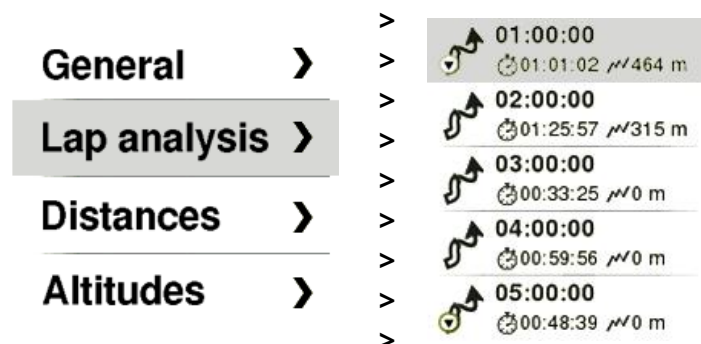 General ❯
Lap analysis ❯
Distances ❯
Altitudes ❯
>
>
>
>
>
>
>
>
>
01:00:00
01:01:02 464 m
02:00:00
01:25:57 315 m
03:00:00
00:33:25 0 m
04:00:00
00:59:56 0 m
05:00:00
00:48:39 0 m